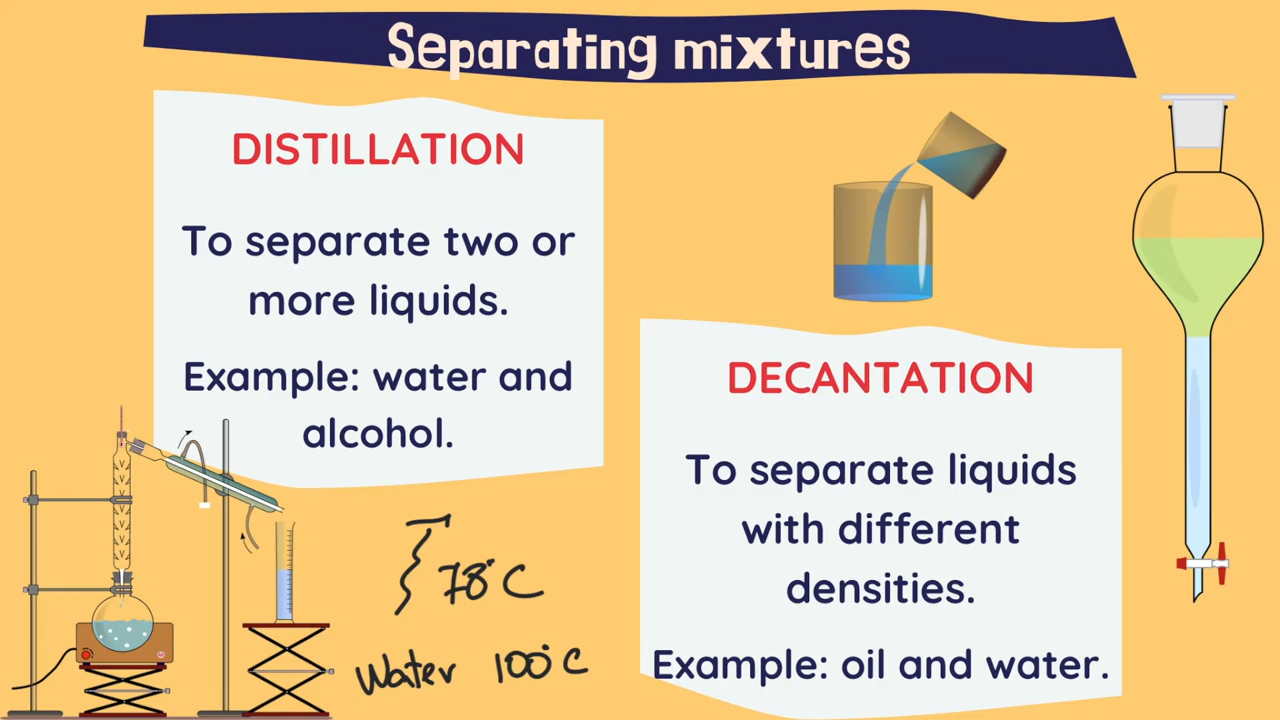 Separating mixtures
DISTILLATION
To separate two or
more liquids.
Example: water and
alcohol.
DECANTATION
To separate liquids
with different
densities.
Example: oil and water.
78°C
Water 100°C